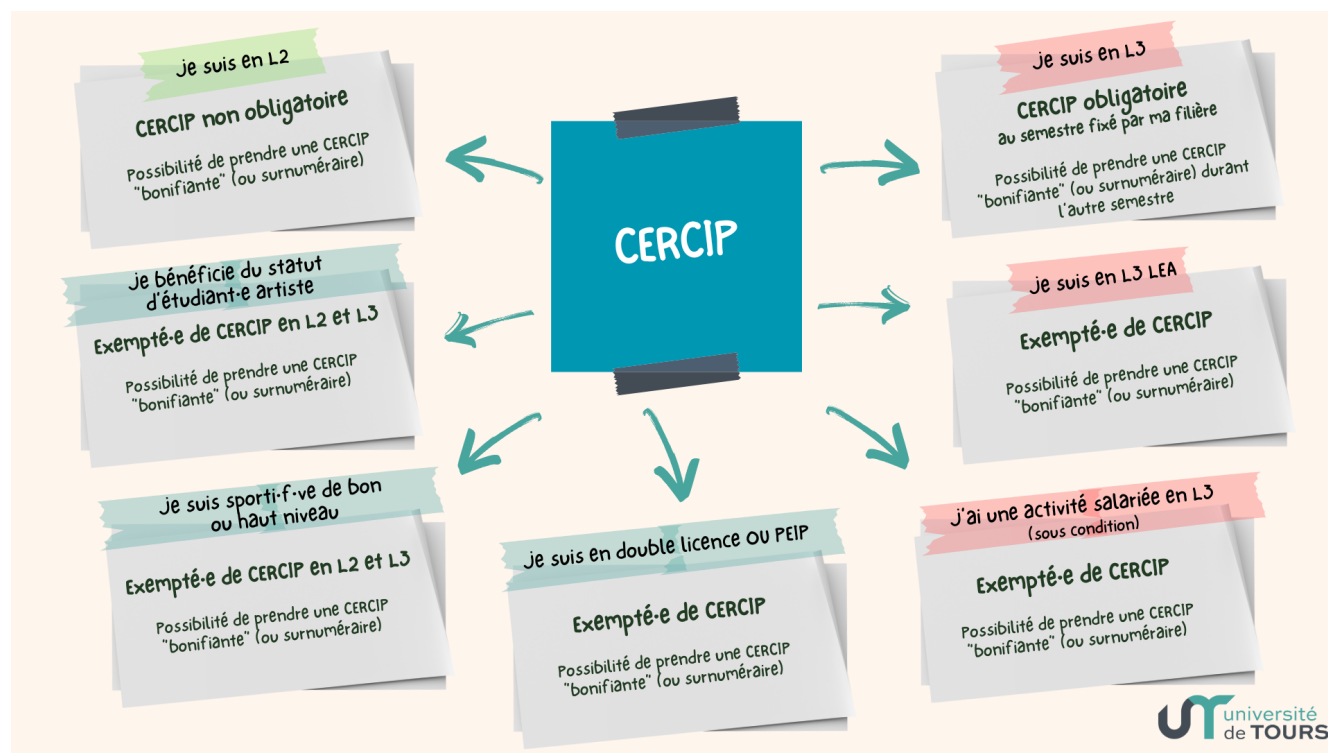 je suis en L2
CERCIP non obligatoire
Possibilité de prendre une CERCIP
"bonifiante" (ou surnuméraire)
je bénéficie du statut
d'étudiant·e artiste
Exempté·e de CERCIP en L2 et L3
Possibilité de prendre une CERCIP
"bonifiante" (ou surnuméraire)
je suis sporti·f·ve de bon
ou haut niveau
Exempté·e de CERCIP en L2 et L3
Possibilité de prendre une CERCIP
"bonifiante" (ou surnuméraire)
CERCIP
je suis en double licence OU PEIP
Exempté·e de CERCIP
Possibilité de prendre une CERCIP
"bonifiante" (ou surnuméraire)
je suis en L3
CERCIP obligatoire
au semestre fixé par ma filière
Possibilité de prendre une CERCIP
"bonifiante" (ou surnuméraire) durant
l'autre semestre
je suis en L3 LEA
Exempté·e de CERCIP
Possibilité de prendre une CERCIP
"bonifiante" (ou surnuméraire)
j'ai une activité salariée en L3
(sous condition)
Exempté·e de CERCIP
Possibilité de prendre une CERCIP
"bonifiante" (ou surnuméraire)
université
de TOURS